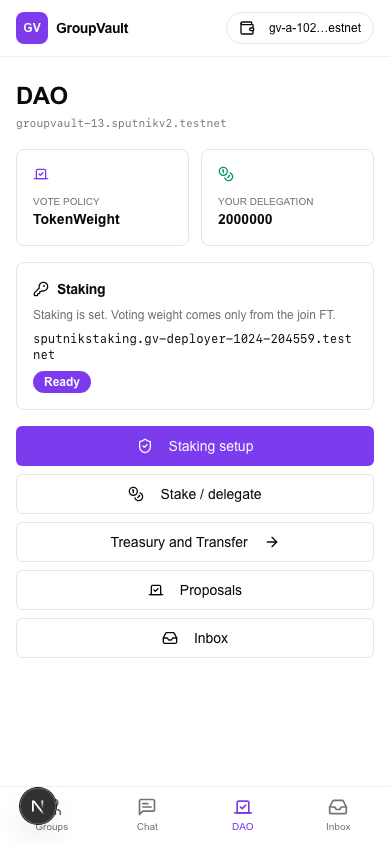 GV GroupVault gv-a-102…estnet
DAO
groupvault-13.sputnikv2.testnet
VOTE POLICY
TokenWeight
YOUR DELEGATION
2000000
Staking
Staking is set. Voting weight comes only from the join FT.
sputnikstaking.gv-deployer-1024-204559.test
net
Ready
Staking setup
Stake / delegate
Treasury and Transfer
Proposals
Inbox
N
Groups Chat DAO Inbox